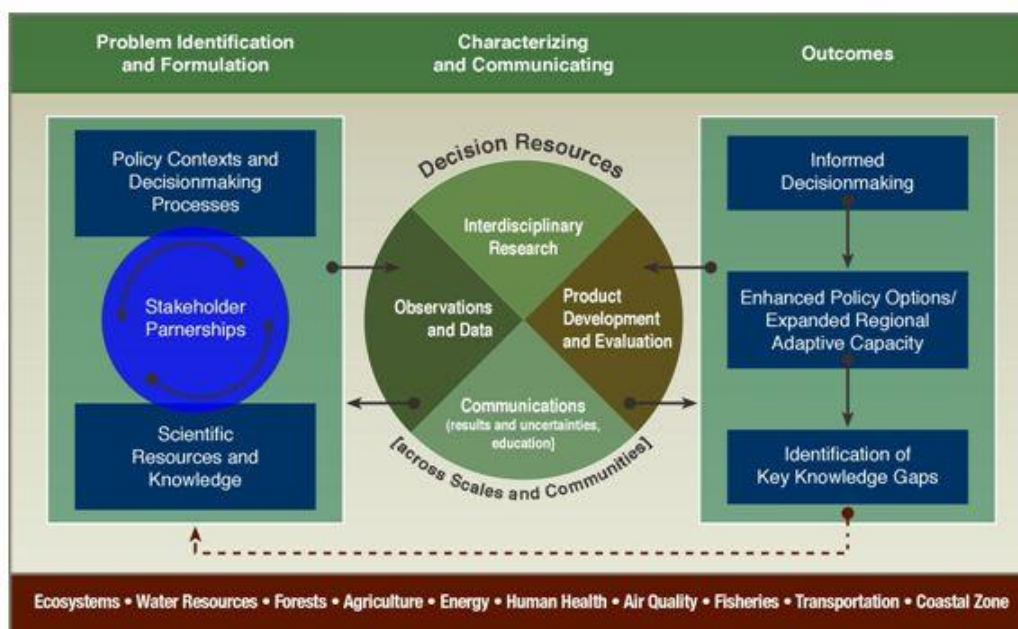 Problem Identification
and Formulation
Characterizing
and Communicating
Outcomes
Policy Contexts and
Decisionmaking
Processes
Stakeholder
Parnerships
Scientific
Resources and
Knowledge
Decision Resources
Interdisciplinary
Research
Observations
and Data
Product
Development
and Evaluation
Communications
(results and uncertainties,
education]
[across Scales and Communities]
Informed
Decisionmaking
Enhanced Policy Options/
Expanded Regional
Adaptive Capacity
Identification of
Key Knowledge Gaps
Ecosystems • Water Resources • Forests • Agriculture • Energy • Human Health • Air Quality • Fisheries • Transportation • Coastal Zone